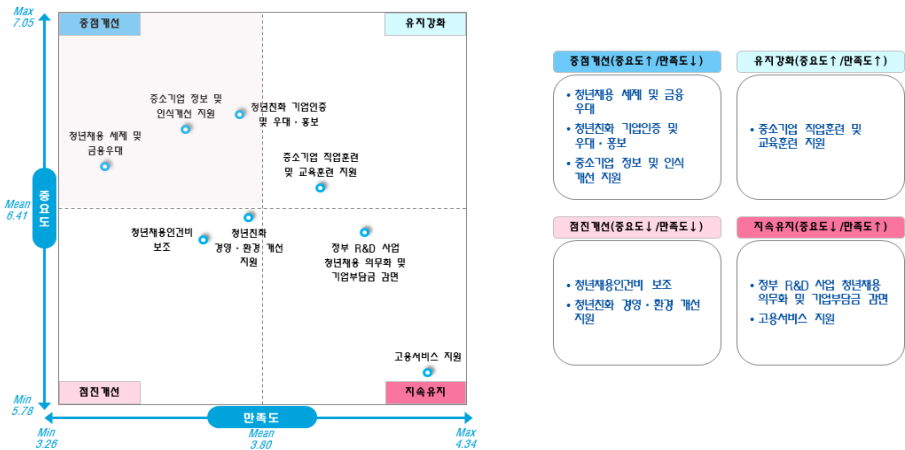 Max
7.05
중점개선
유지강화
중소기업 정보 및
인식개선 지원
청년친화 기업인증
및 우대·홍보
청년채용 세제 및
금융우대
중소기업 직업훈련
및 교육훈련 지원
중요도
Mean
6.41
청년채용인건비
보조
청년친화
경영·환경 개선
지원
정부 R&D 사업
청년채용 의무화 및
기업부담금 감면
고용서비스 지원
점진개선
지속유지
Min
5.78
만족도
Min
3.26
Mean
3.80
Max
4.34
중점개선(중요도↑/만족도↓)
• 청년채용 세제 및 금융
우대
• 청년친화 기업인증 및
우대·홍보
• 중소기업 정보 및 인식
개선 지원
유지강화(중요도↑/만족도↑)
• 중소기업 직업훈련 및
교육훈련 지원
점진개선(중요도↓/만족도↓)
• 청년채용인건비 보조
• 청년친화 경영·환경 개선
지원
지속유지(중요도↓/만족도↑)
• 정부 R&D 사업 청년채용
의무화 및 기업부담금 감면
• 고용서비스 지원